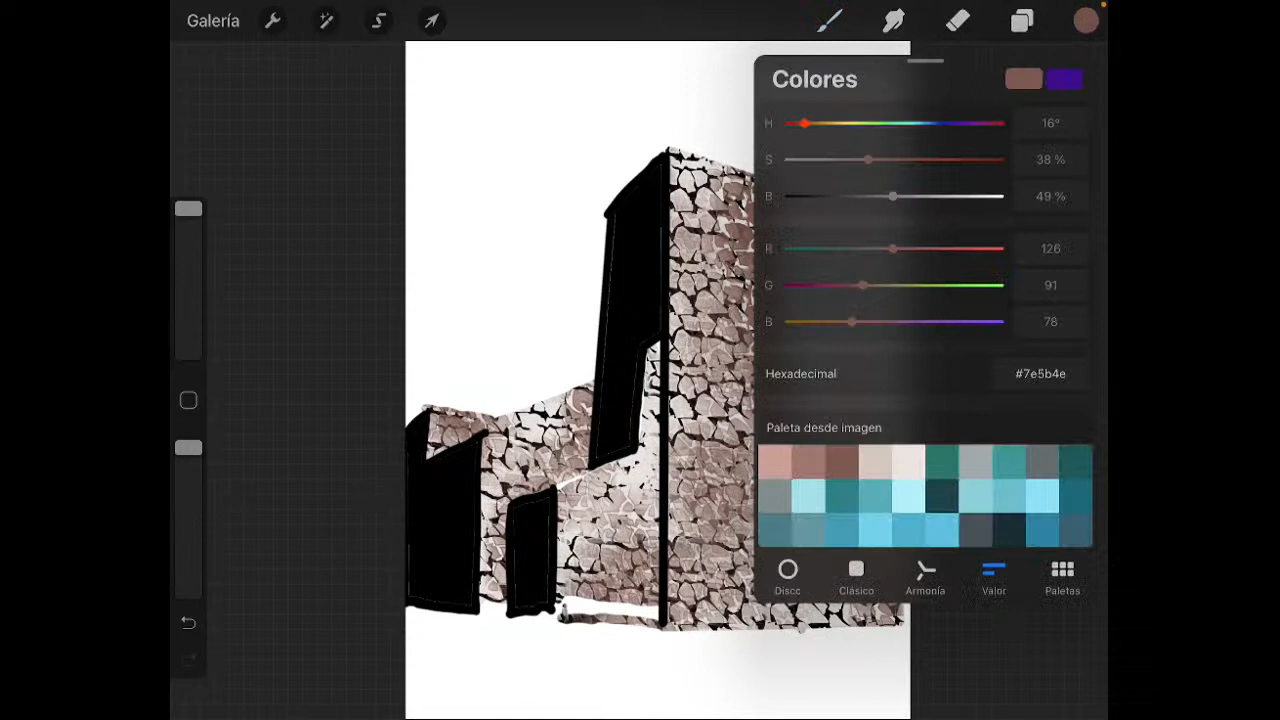 Galería
Colores
H 16°
S 38 %
B 49 %
R 126
G 91
B 78
Hexadecimal #7e5b4e
Paleta desde imagen
Disco Clásico Armonía Valor Paletas